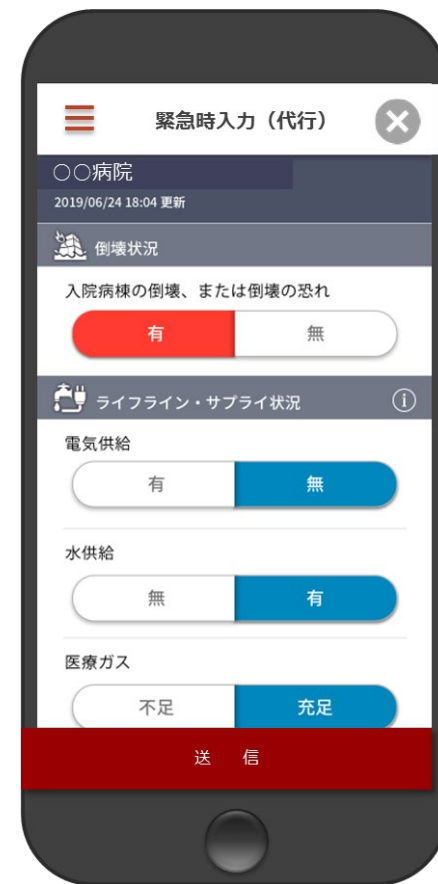 緊急時入力（代行）
〇〇病院
2019/06/24 18:04 更新
倒壊状況
入院病棟の倒壊、または倒壊の恐れ
有 無
ライフライン・サプライ状況
電気供給
有 無
水供給
無 有
医療ガス
不足 充足
送 信